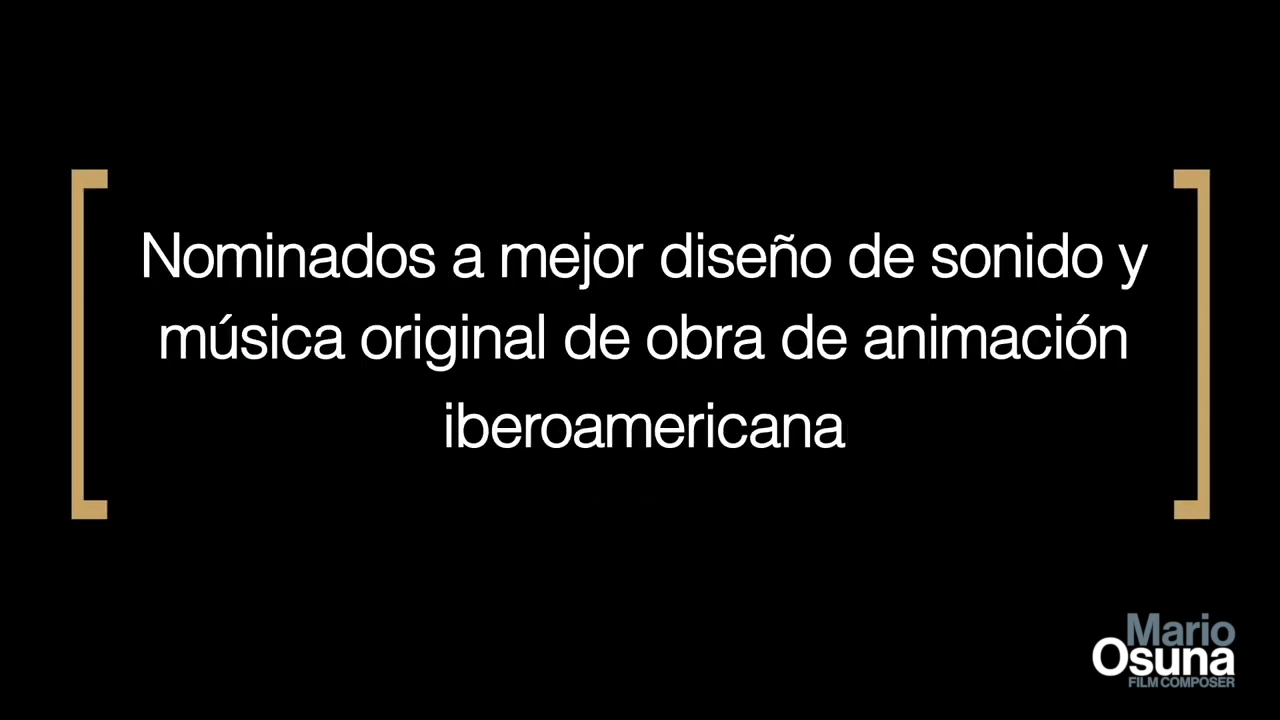 Nominados a mejor diseño de sonido y
música original de obra de animación
iberoamericana
Mario
Osuna
FILM COMPOSER